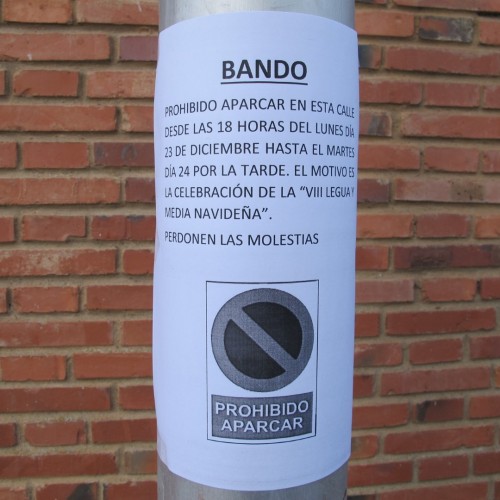 BANDO
PROHIBIDO APARCAR EN ESTA CALLE
DESDE LAS 18 HORAS DEL LUNES DÍA
23 DE DICIEMBRE HASTA EL MARTES
DÍA 24 POR LA TARDE. EL MOTIVO ES
LA CELEBRACIÓN DE LA “VIII LEGUA Y
MEDIA NAVIDEÑA”.
PERDONEN LAS MOLESTIAS
PROHIBIDO
APARCAR